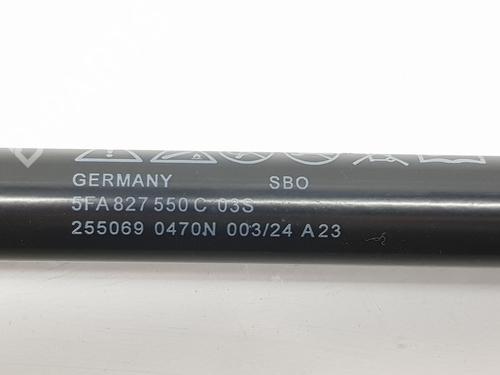 GERMANY SBO
5FA 827 550 C 03S
255069 0470N 003/24 A23